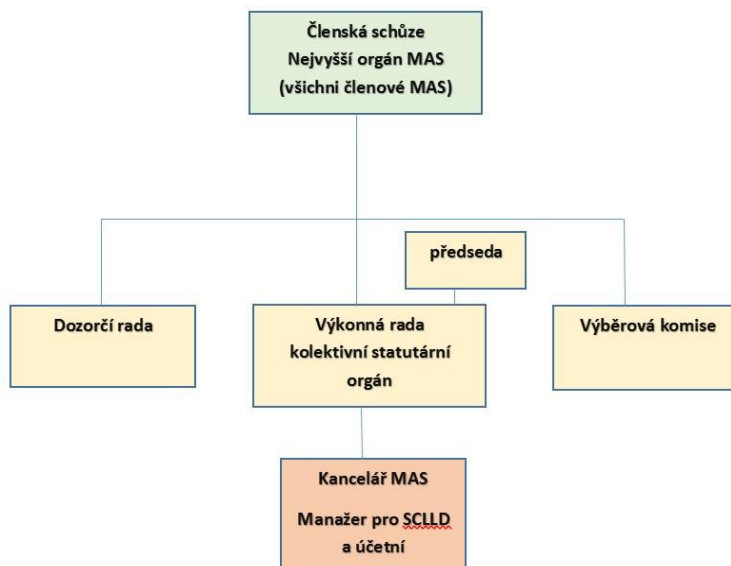 Členská schůze
Nejvyšší orgán MAS
(všichni členové MAS)
předseda
Dozorčí rada
Výkonná rada
kolektivní statutární
orgán
Výběrová komise
Kancelář MAS
Manažer pro SCLLD
a účetní